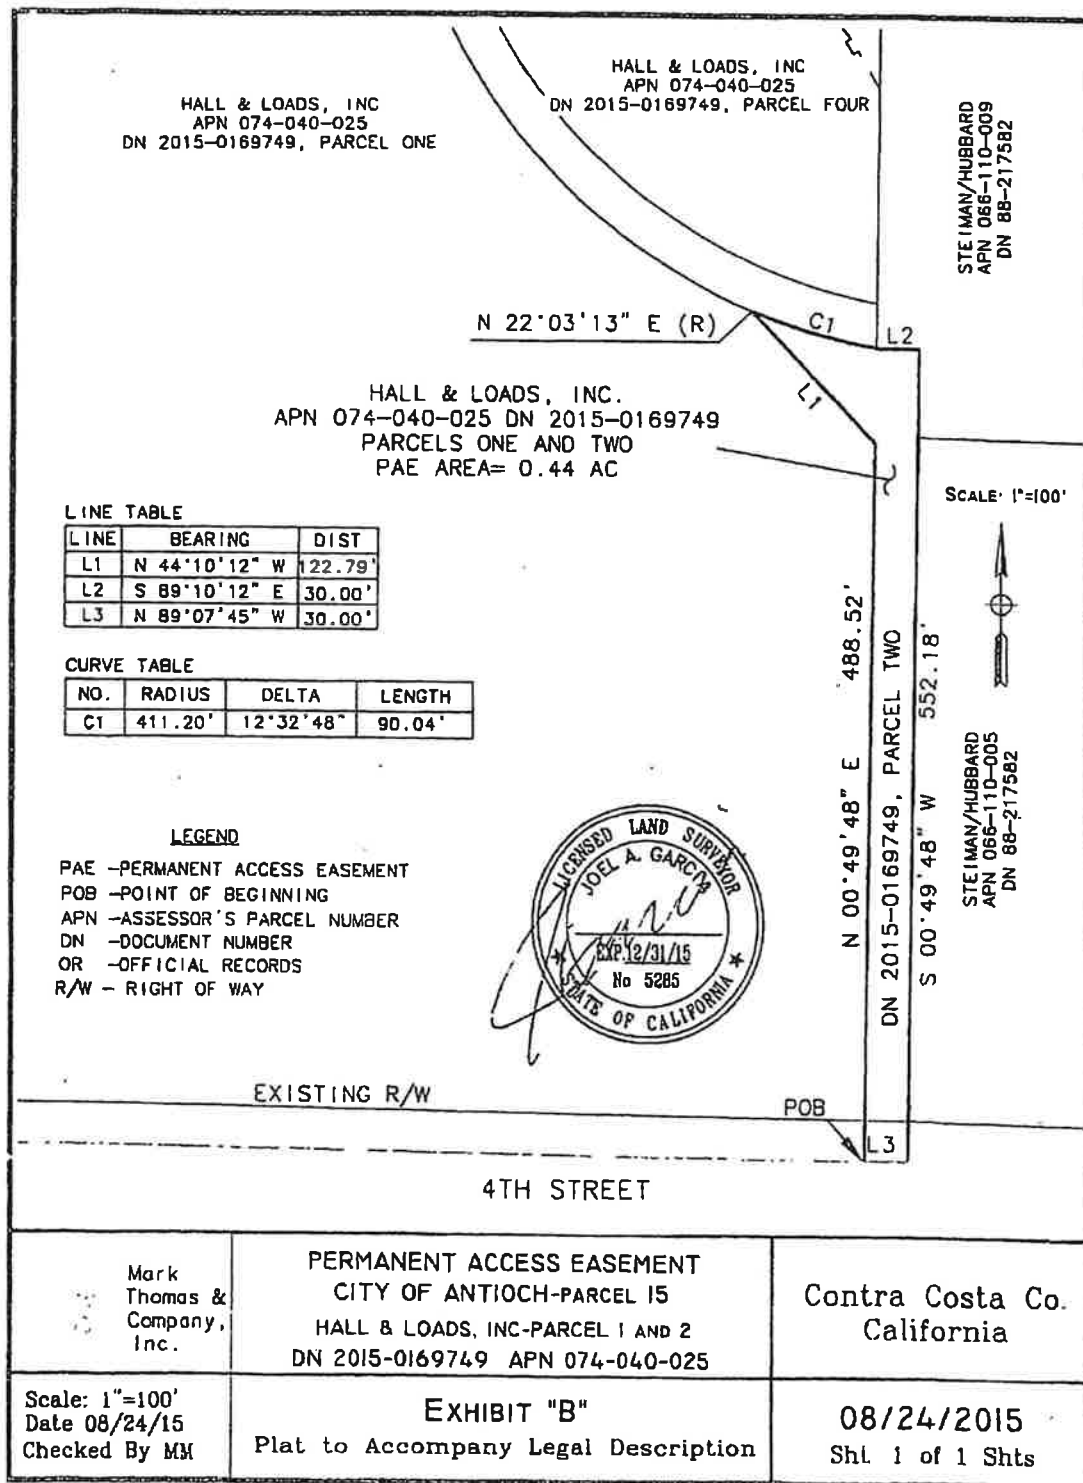 HALL & LOADS, INC
APN 074-040-025
DN 2015-0169749, PARCEL ONE
HALL & LOADS, INC
APN 074-040-025
DN 2015-0169749, PARCEL FOUR
STEIMAN/HUBBARD
APN 066-110-009
DN 88-217582
N 22°03'13" E (R)
C1
L2
L1
HALL & LOADS, INC.
APN 074-040-025 DN 2015-0169749
PARCELS ONE AND TWO
PAE AREA= 0.44 AC
SCALE: 1"=100'
LINE TABLE
LINE BEARING DIST
L1 N 44°10'12" W 122.79'
L2 S 89°10'12" E 30.00'
L3 N 89°07'45" W 30.00'
CURVE TABLE
NO. RADIUS DELTA LENGTH
C1 411.20' 12°32'48" 90.04'
N 00°49'48" E 488.52'
DN 2015-0169749, PARCEL TWO
S 00°49'48" W 552.18'
STEIMAN/HUBBARD
APN 066-110-005
DN 88-217582
LEGEND
PAE -PERMANENT ACCESS EASEMENT
POB -POINT OF BEGINNING
APN -ASSESSOR'S PARCEL NUMBER
DN -DOCUMENT NUMBER
OR -OFFICIAL RECORDS
R/W - RIGHT OF WAY
LICENSED LAND SURVEYOR
JOEL A. GARCIA
EXP. 12/31/15
No 5285
STATE OF CALIFORNIA
EXISTING R/W
POB
L3
4TH STREET
Mark
Thomas &
Company,
Inc.
PERMANENT ACCESS EASEMENT
CITY OF ANTIOCH-PARCEL 15
HALL & LOADS, INC-PARCEL 1 AND 2
DN 2015-0169749 APN 074-040-025
Contra Costa Co.
California
Scale: 1"=100'
Date 08/24/15
Checked By MM
EXHIBIT "B"
Plat to Accompany Legal Description
08/24/2015
Sht. 1 of 1 Shts